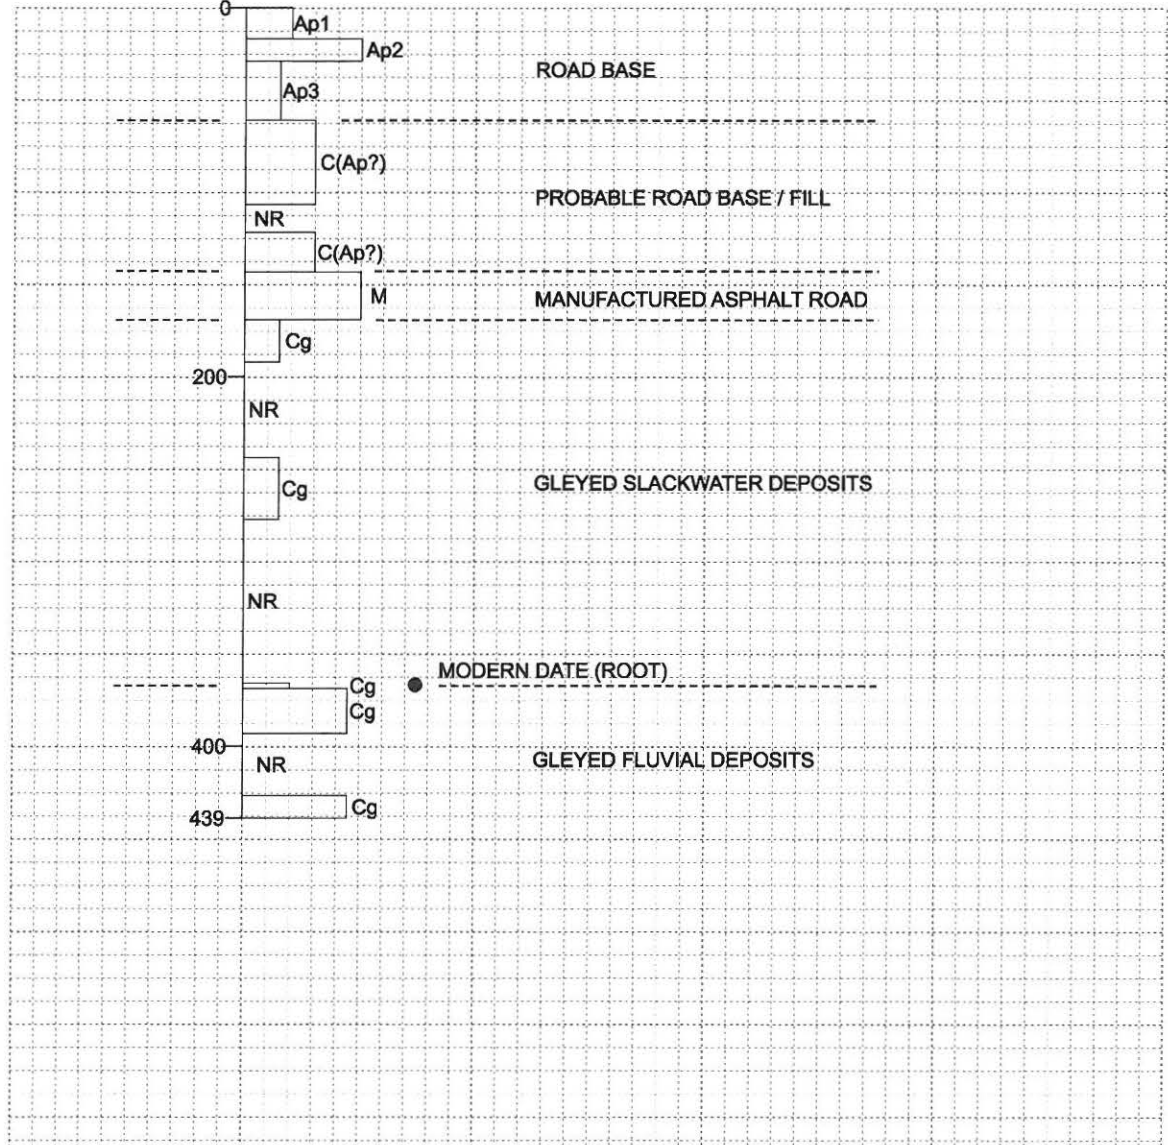 0
Ap1
Ap2
ROAD BASE
Ap3
C(Ap?)
PROBABLE ROAD BASE / FILL
NR
C(Ap?)
M
MANUFACTURED ASPHALT ROAD
Cg
200
NR
GLEYED SLACKWATER DEPOSITS
Cg
NR
MODERN DATE (ROOT)
Cg
Cg
400
NR
GLEYED FLUVIAL DEPOSITS
Cg
439